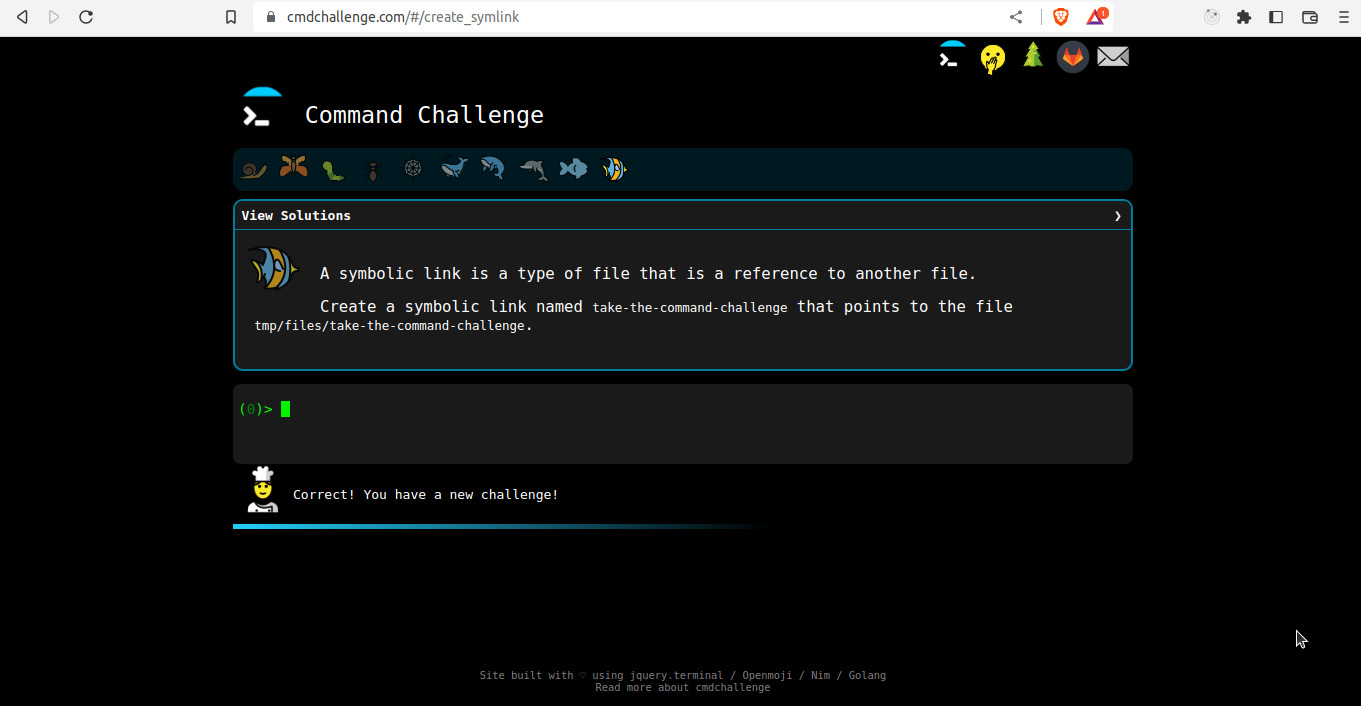 cmdchallenge.com/#/create_symlink
1
Command Challenge
View Solutions
A symbolic link is a type of file that is a reference to another file.
Create a symbolic link named take-the-command-challenge that points to the file
tmp/files/take-the-command-challenge.
(0)>
Correct! You have a new challenge!
Site built with ♡ using jquery.terminal / Openmoji / Nim / Golang
Read more about cmdchallenge